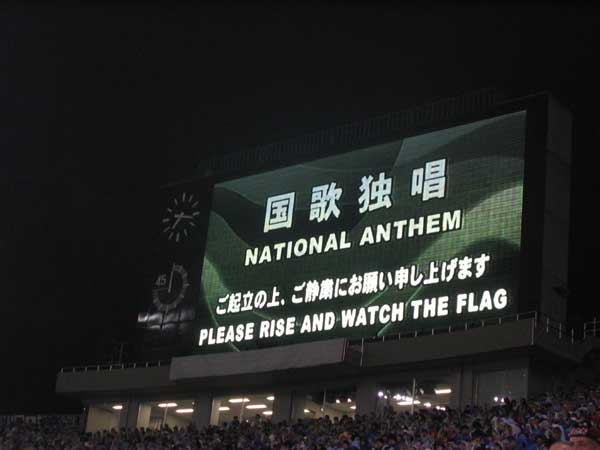 国歌独唱
NATIONAL ANTHEM
ご起立の上、ご静粛にお願い申し上げます
PLEASE RISE AND WATCH THE FLAG
45